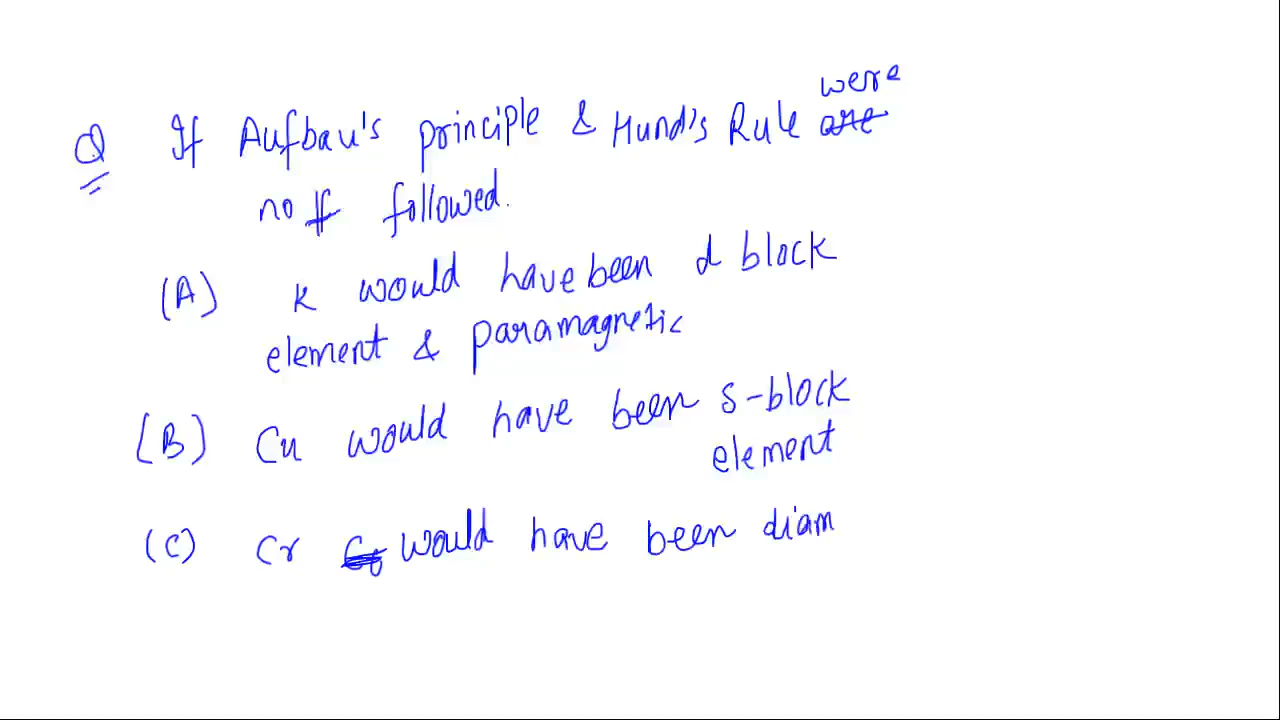 Q If Aufbau's principle & Hund's Rule were
not followed.
(A) K would have been d block
element & paramagnetic
(B) Cu would have been s-block
element
(C) Cr would have been diam